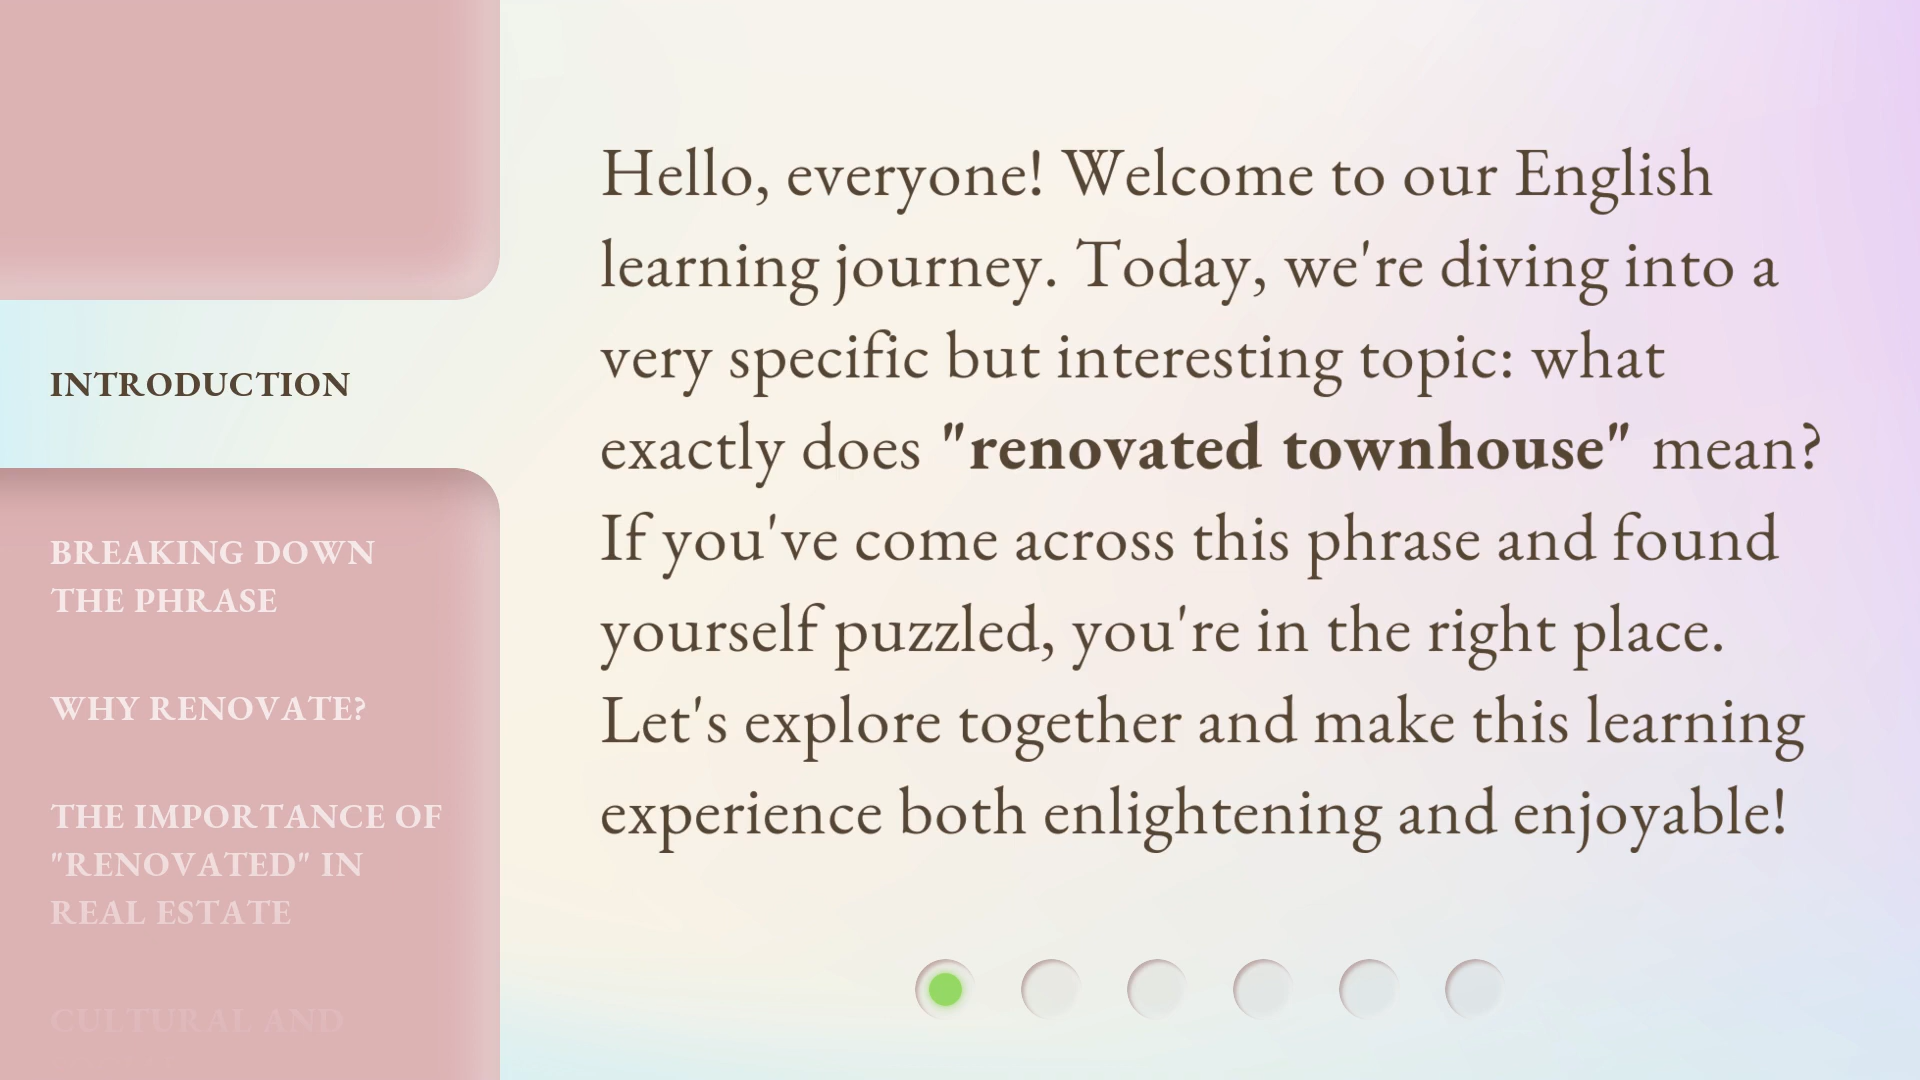 INTRODUCTION
BREAKING DOWN
THE PHRASE
WHY RENOVATE?
THE IMPORTANCE OF
"RENOVATED" IN
REAL ESTATE
CULTURAL AND
Hello, everyone! Welcome to our English
learning journey. Today, we're diving into a
very specific but interesting topic: what
exactly does "renovated townhouse" mean?
If you've come across this phrase and found
yourself puzzled, you're in the right place.
Let's explore together and make this learning
experience both enlightening and enjoyable!